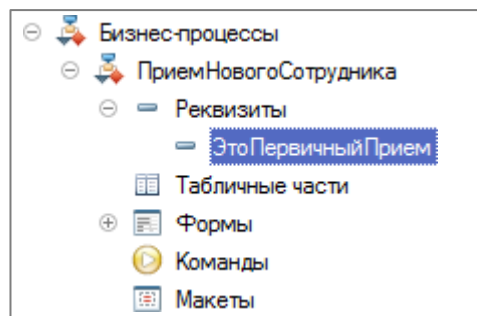 Бизнес-процессы
ПриемНовогоСотрудника
Реквизиты
ЭтоПервичныйПрием
Табличные части
Формы
Команды
Макеты